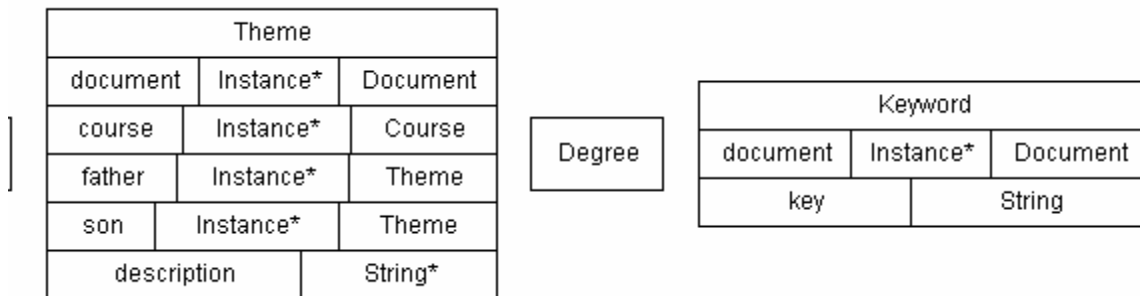 Theme
document Instance* Document
course Instance* Course
father Instance* Theme
son Instance* Theme
description String*
Degree
Keyword
document Instance* Document
key String